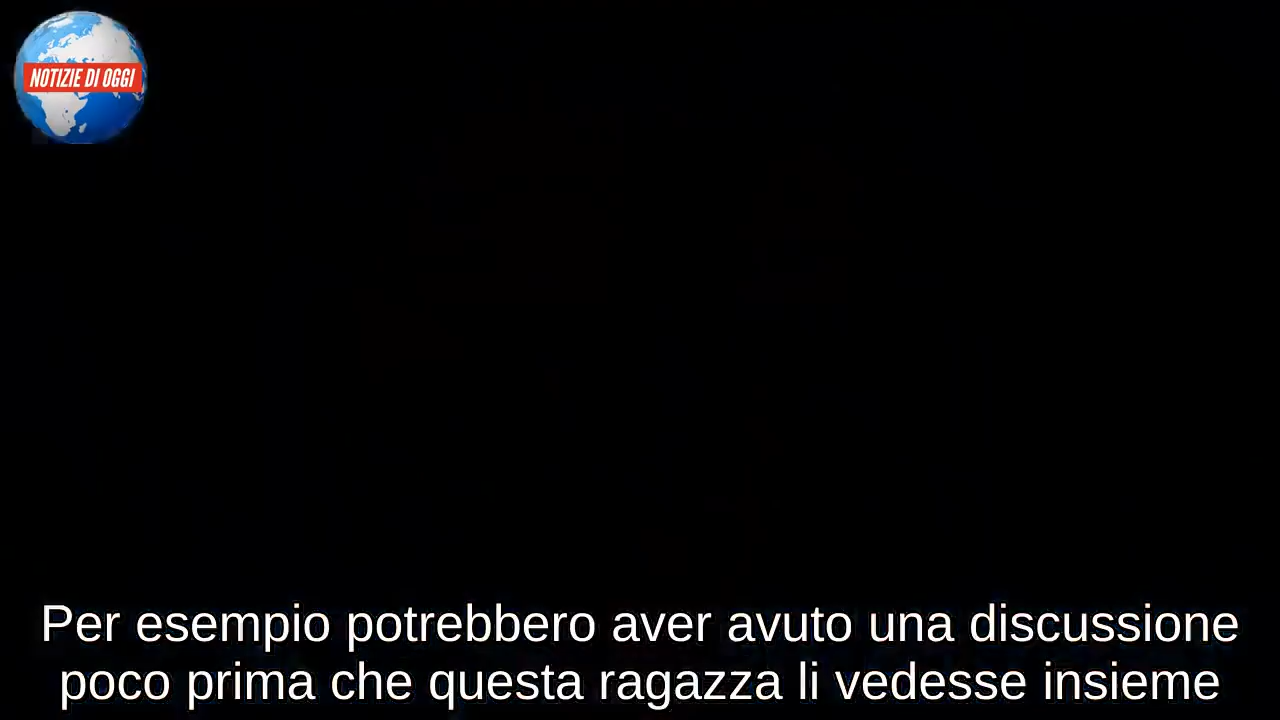 NOTIZIE DI OGGI
Per esempio potrebbero aver avuto una discussione
poco prima che questa ragazza li vedesse insieme